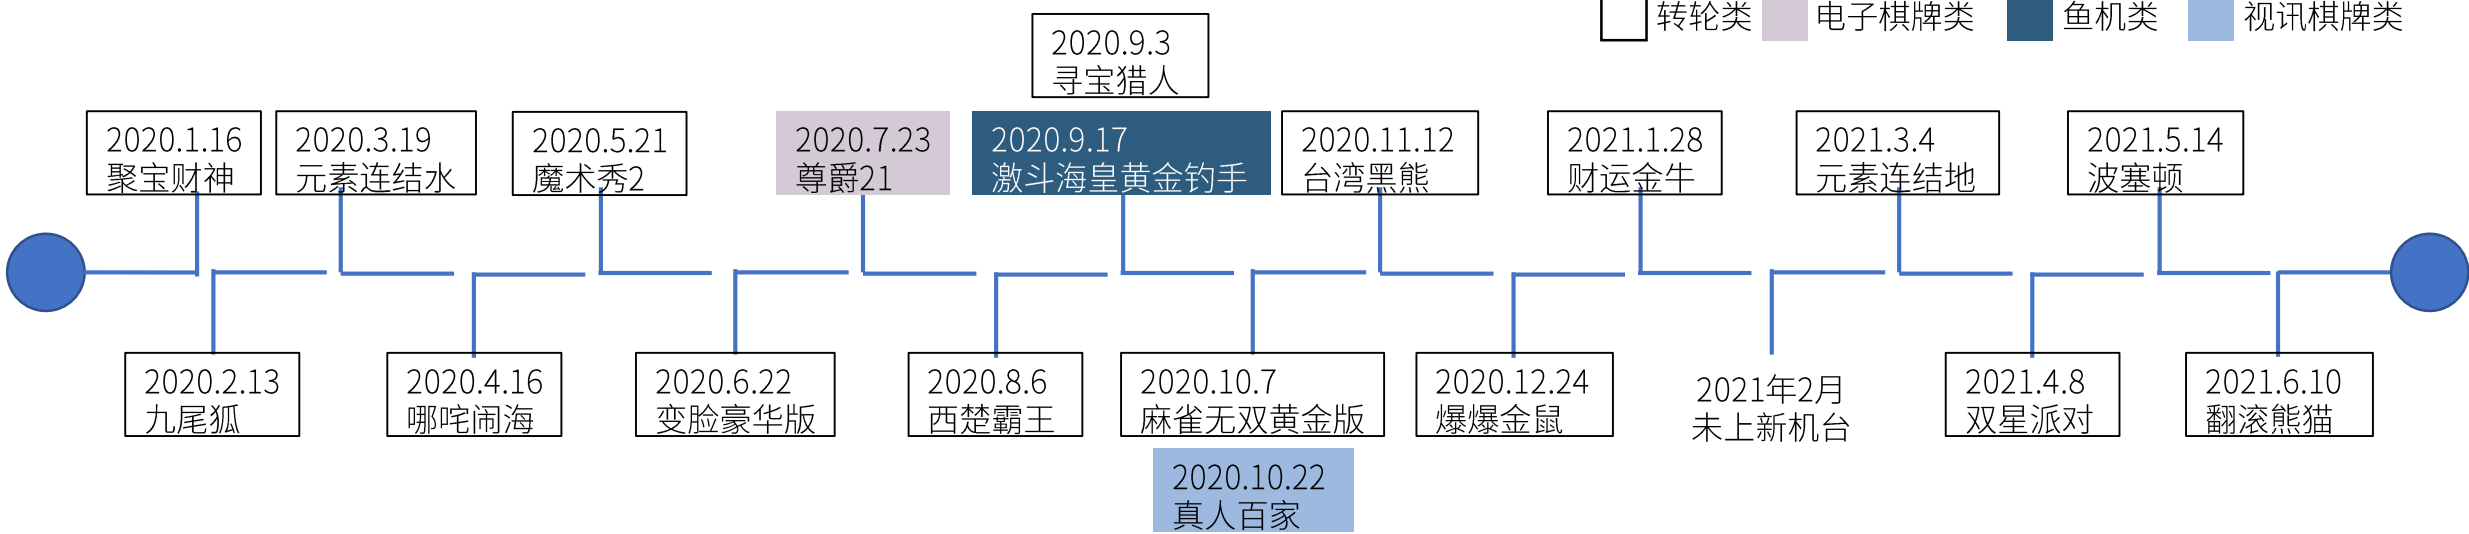 转轮类
电子棋牌类
鱼机类
视讯棋牌类
2020.9.3
寻宝猎人
2020.1.16
聚宝财神
2020.3.19
元素连结水
2020.5.21
魔术秀2
2020.7.23
尊爵21
2020.9.17
激斗海皇黄金钓手
2020.11.12
台湾黑熊
2021.1.28
财运金牛
2021.3.4
元素连结地
2021.5.14
波塞顿
2020.2.13
九尾狐
2020.4.16
哪咤闹海
2020.6.22
变脸豪华版
2020.8.6
西楚霸王
2020.10.7
麻雀无双黄金版
2020.12.24
爆爆金鼠
2021年2月
未上新机台
2021.4.8
双星派对
2021.6.10
翻滚熊猫
2020.10.22
真人百家